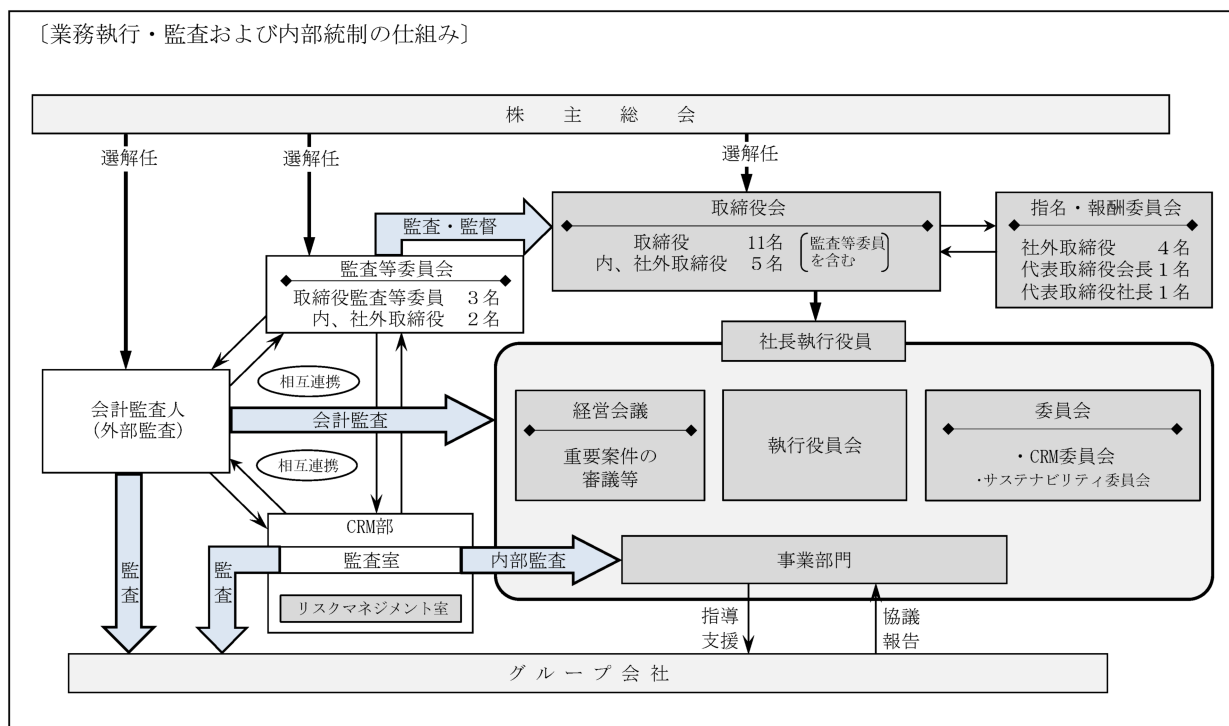 〔業務執行・監査および内部統制の仕組み〕
株主総会
選解任
選解任
選解任
監査・監督
取締役会
取締役 11名
内、社外取締役 5名
監査等委員
を含む
指名・報酬委員会
社外取締役 4名
代表取締役会長 1名
代表取締役社長 1名
監査等委員会
取締役監査等委員 3名
内、社外取締役 2名
社長執行役員
相互連携
会計監査人
(外部監査)
会計監査
経営会議
重要案件の
審議等
執行役員会
委員会
・CRM委員会
・サステナビリティ委員会
相互連携
CRM部
監査室
内部監査
事業部門
監査
監査
リスクマネジメント室
指導
支援
協議
報告
グループ会社